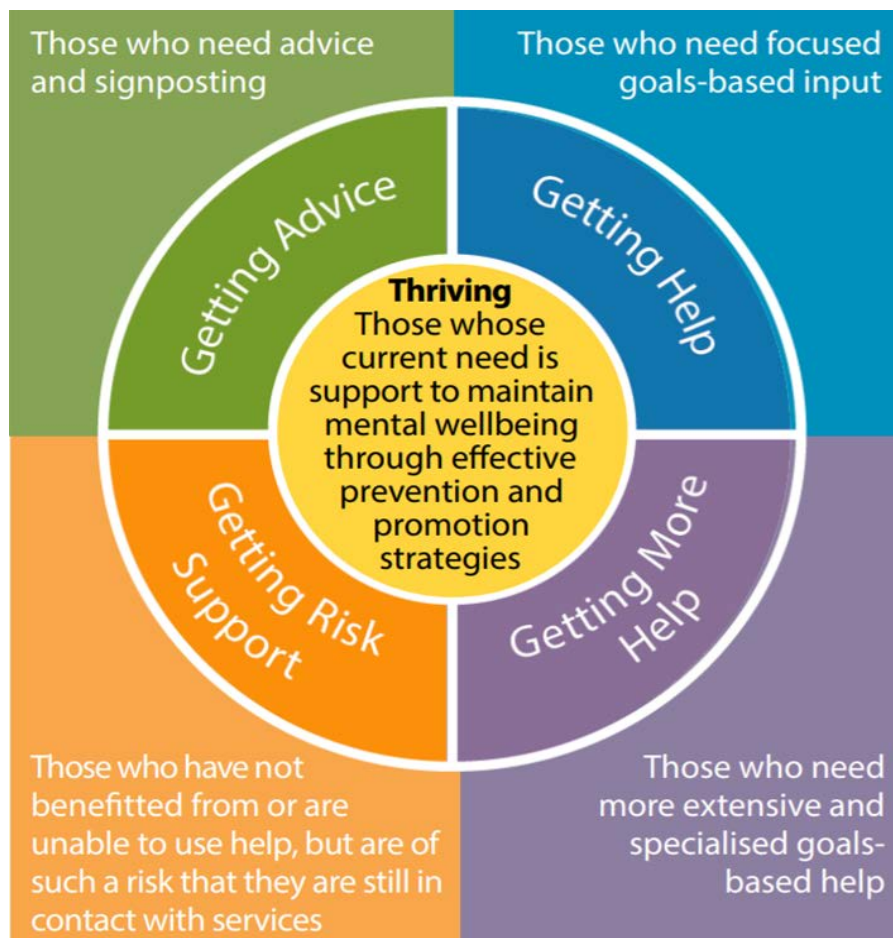 Those who need advice
and signposting
Those who need focused
goals-based input
Getting Advice
Getting Help
Thriving
Those whose
current need is
support to maintain
mental wellbeing
through effective
prevention and
promotion
strategies
Getting Risk
Support
Getting More
Help
Those who have not
benefitted from or are
unable to use help, but are of
such a risk that they are still in
contact with services
Those who need
more extensive and
specialised goals-
based help